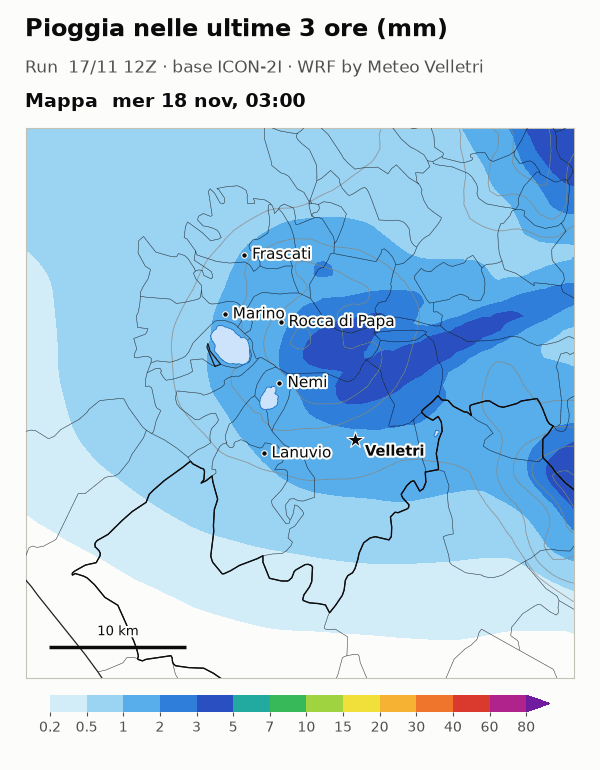 Pioggia nelle ultime 3 ore (mm)
Run 17/11 12Z · base ICON-2I · WRF by Meteo Velletri
Mappa mer 18 nov, 03:00
Frascati
Marino
Rocca di Papa
Nemi
Velletri
Lanuvio
10 km
0.2 0.5 1 2 3 5 7 10 15 20 30 40 60 80